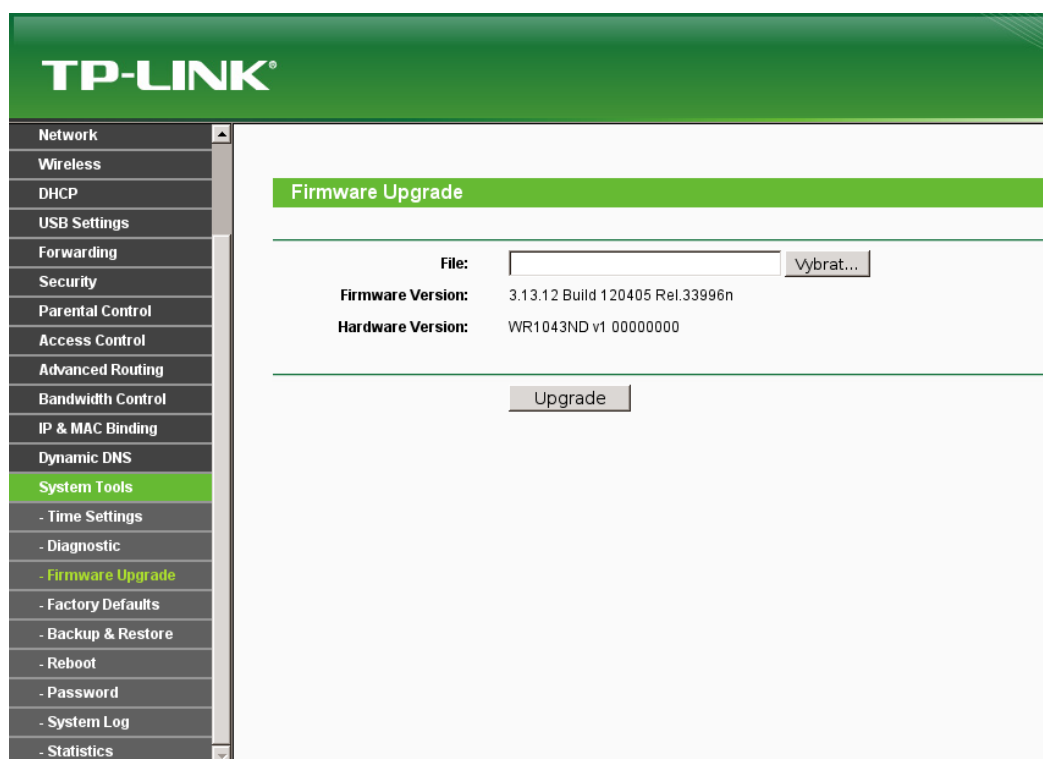 TP-LINK®
Network
Wireless
DHCP
USB Settings
Forwarding
Security
Parental Control
Access Control
Advanced Routing
Bandwidth Control
IP & MAC Binding
Dynamic DNS
System Tools
- Time Settings
- Diagnostic
- Firmware Upgrade
- Factory Defaults
- Backup & Restore
- Reboot
- Password
- System Log
- Statistics
Firmware Upgrade
File: Vybrat...
Firmware Version: 3.13.12 Build 120405 Rel.33996n
Hardware Version: WR1043ND v1 00000000
Upgrade